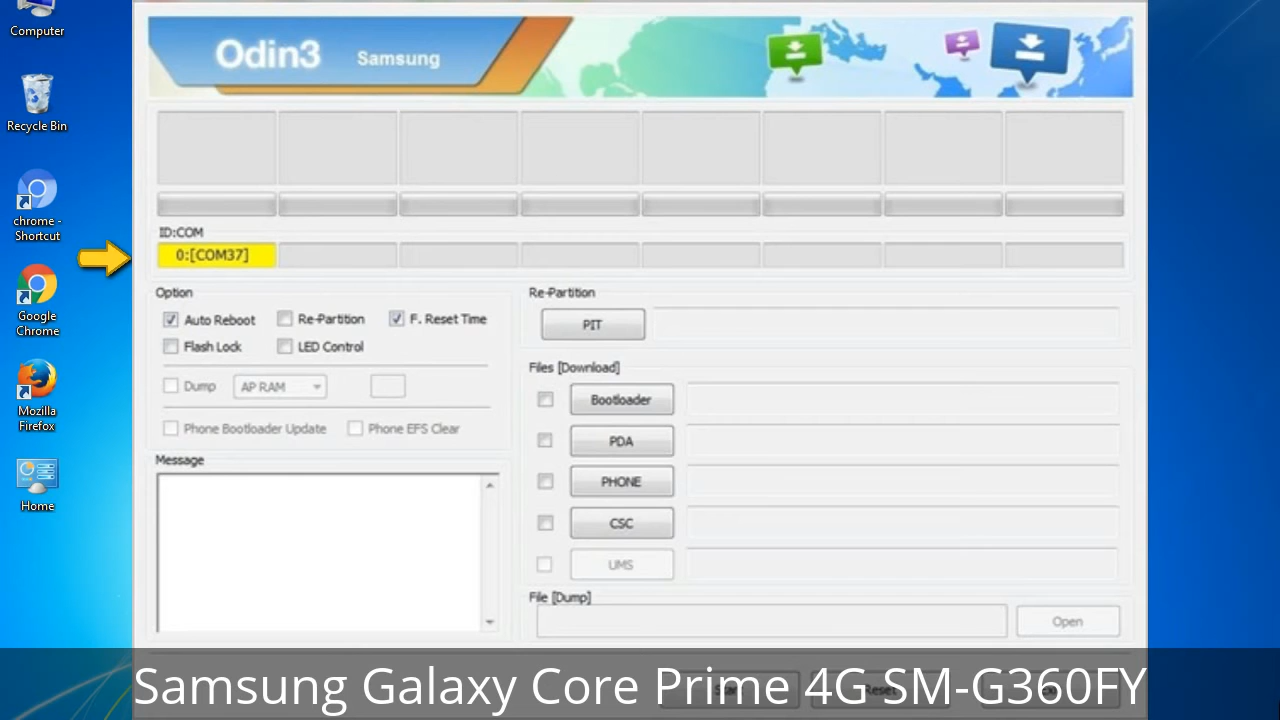 Computer
Recycle Bin
chrome -
Shortcut
Google
Chrome
Mozilla
Firefox
Home
Odin3 Samsung
ID:COM
0:[COM37]
Option
Auto Reboot Re-Partition F. Reset Time
Flash Lock LED Control
Dump AP RAM
Phone Bootloader Update Phone EFS Clear
Message
Re-Partition
PIT
Files [Download]
Bootloader
PDA
PHONE
CSC
UMS
File [Dump]
Open
Reset
Samsung Galaxy Core Prime 4G SM-G360FY